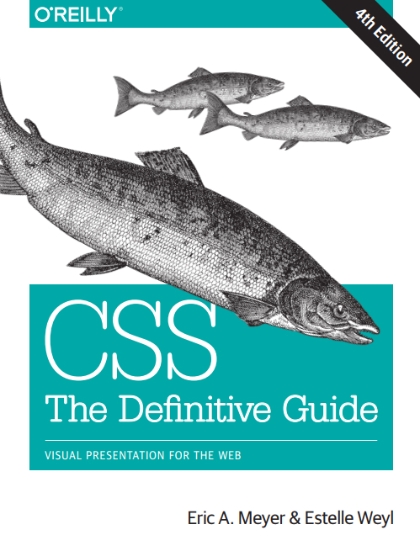 O'REILLY®
4th Edition
CSS
The Definitive Guide
VISUAL PRESENTATION FOR THE WEB
Eric A. Meyer & Estelle Weyl